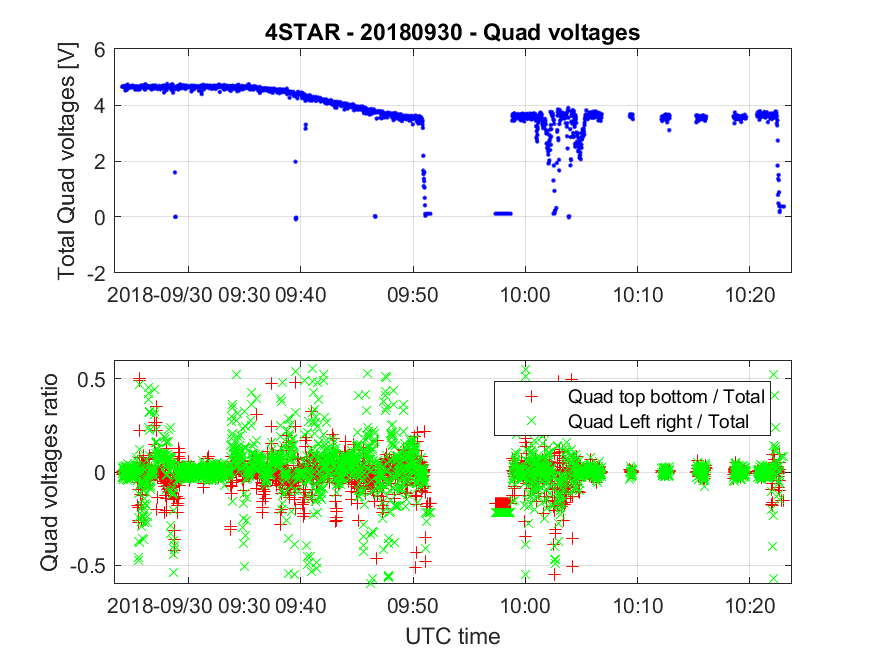 4STAR - 20180930 - Quad voltages
Total Quad voltages [V]
6
4
2
0
-2
2018-09/30 09:30 09:40 09:50 10:00 10:10 10:20
Quad voltages ratio
0.5
0
-0.5
Quad top bottom / Total
Quad Left right / Total
2018-09/30 09:30 09:40 09:50 10:00 10:10 10:20
UTC time